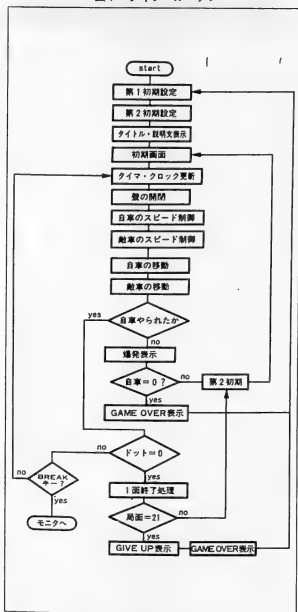 start
第1初期設定
第2初期設定
タイトル・説明文表示
初期画面
タイマ・クロック更新
壁の開閉
自車のスピード制御
敵車のスピード制御
自車の移動
敵車の移動
自車やられたか
yes
no
爆発表示
自車=0?
no
第2初期
yes
GAME OVER表示
ドット=0
no
yes
BREAKキー?
no
yes
モニタへ
1面終了処理
局面=21
no
yes
GIVE UP表示
GAME OVER表示